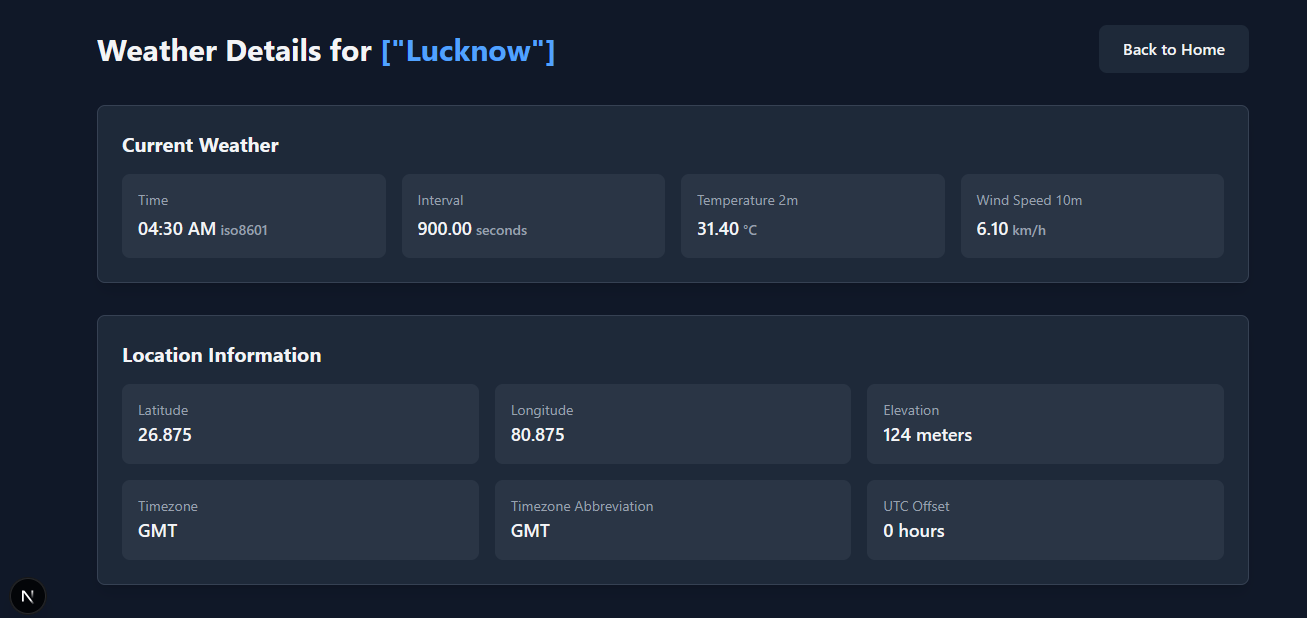 Weather Details for ["Lucknow"]
Back to Home
Current Weather
Time
04:30 AM iso8601
Interval
900.00 seconds
Temperature 2m
31.40 °C
Wind Speed 10m
6.10 km/h
Location Information
Latitude
26.875
Longitude
80.875
Elevation
124 meters
Timezone
GMT
Timezone Abbreviation
GMT
UTC Offset
0 hours
N